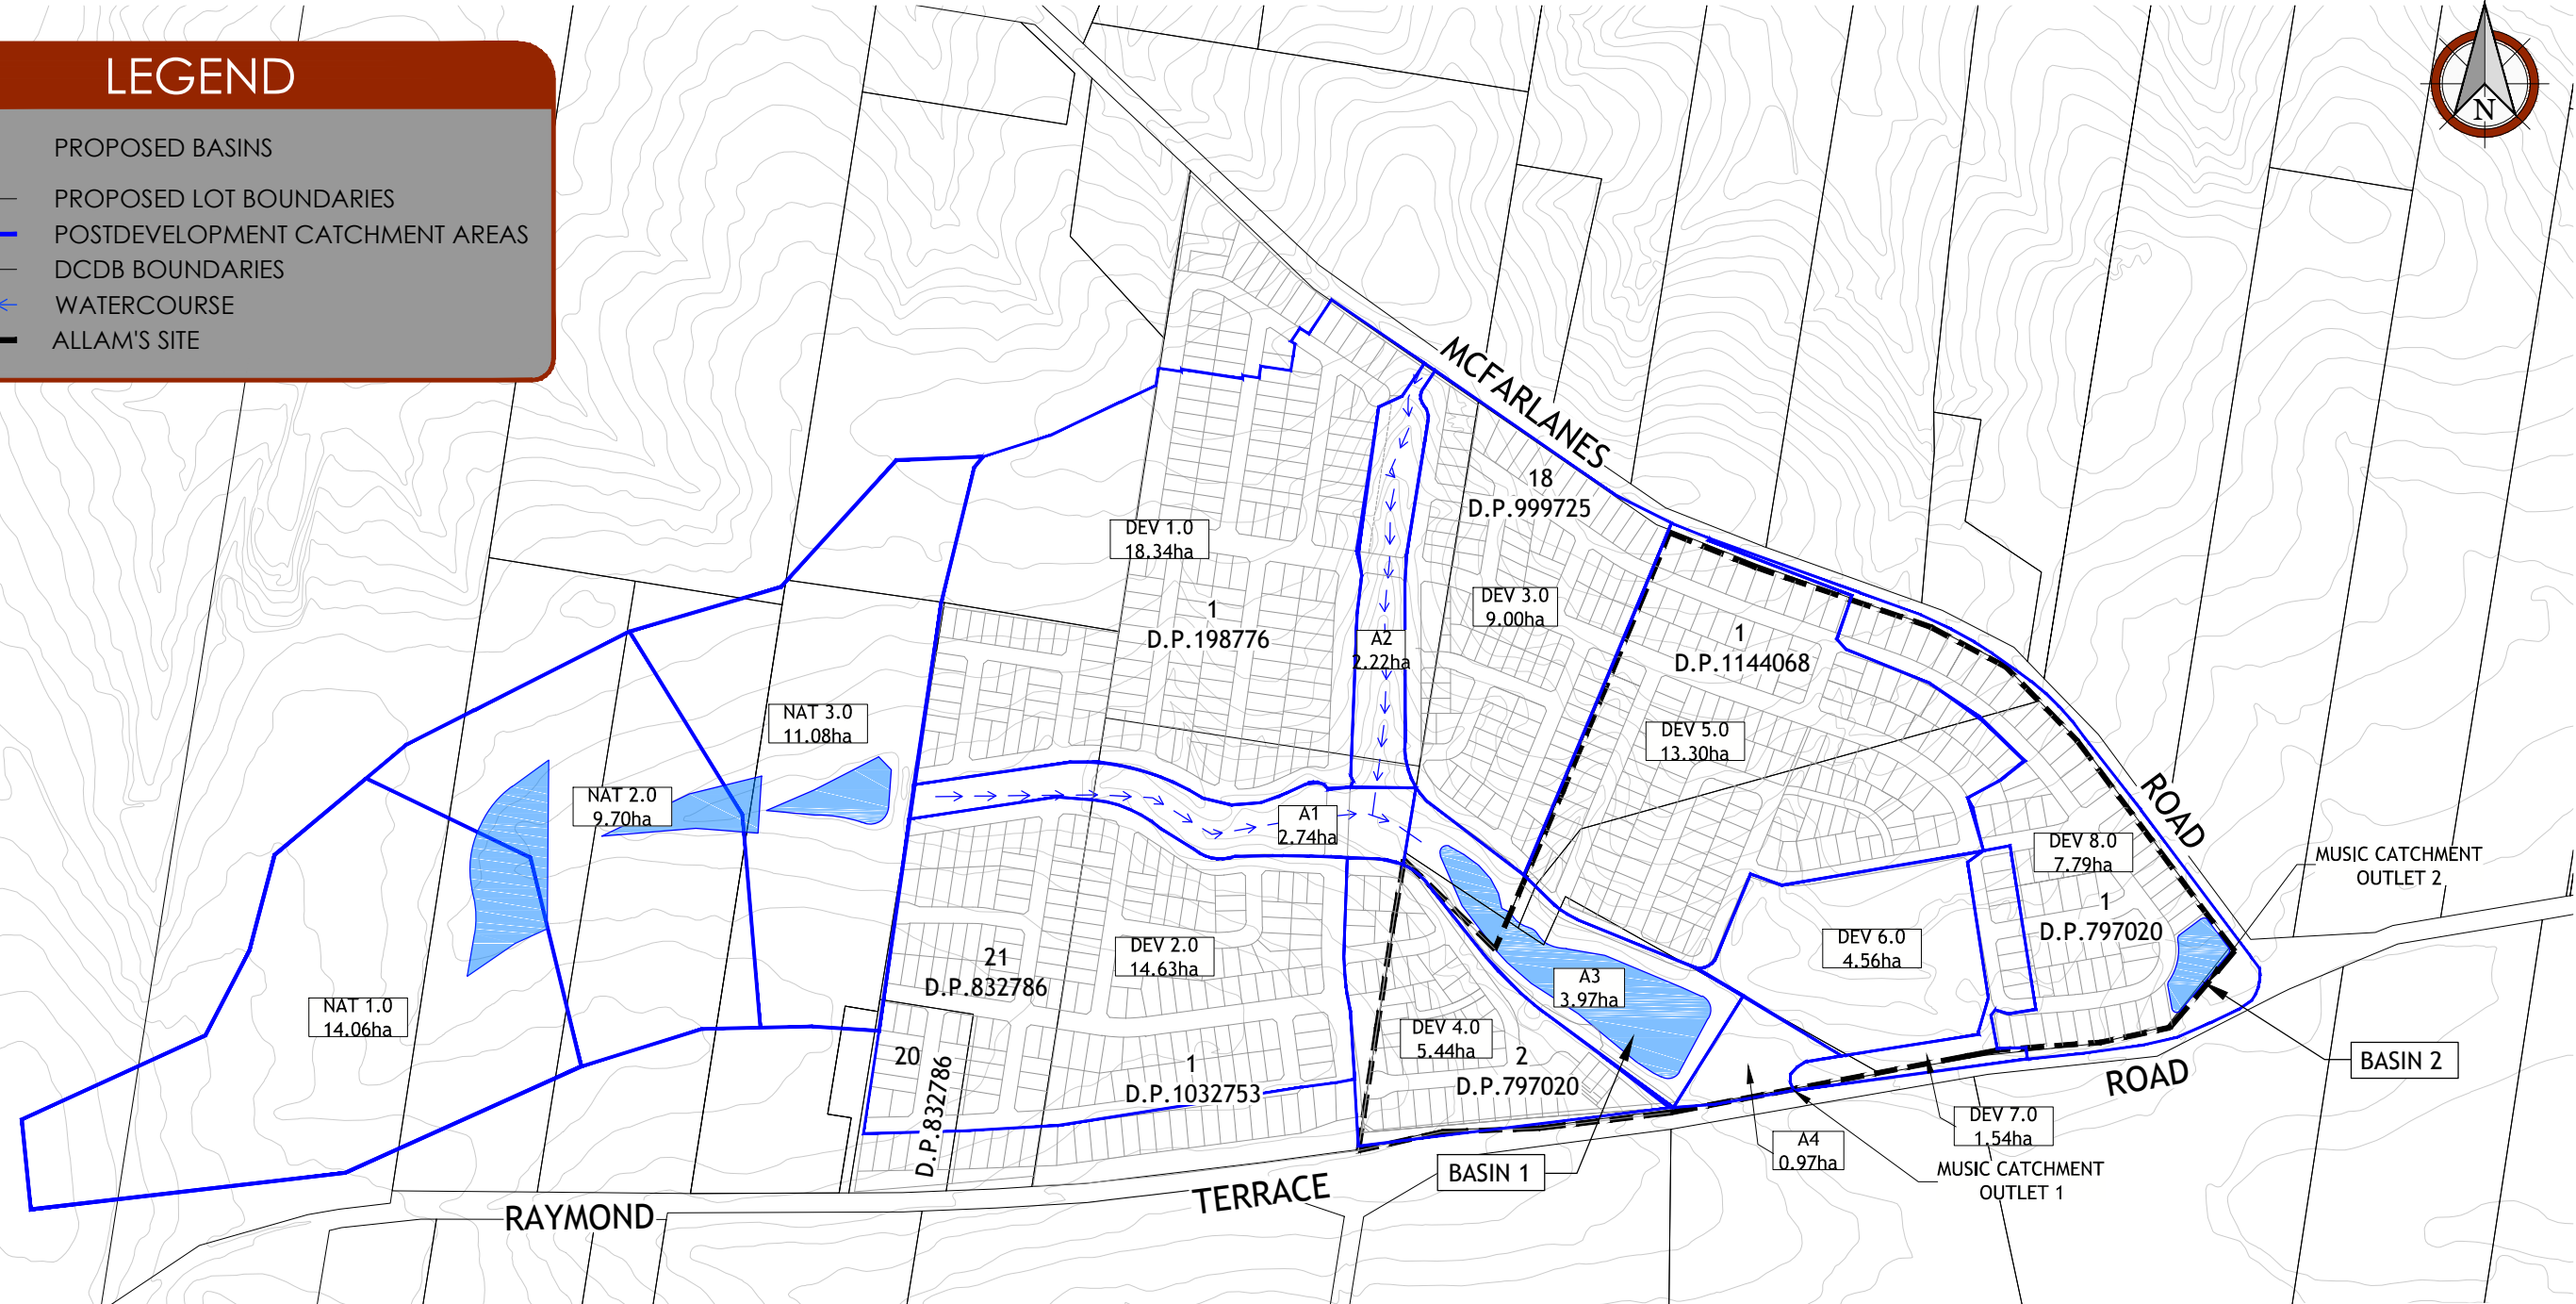 LEGEND
PROPOSED BASINS
PROPOSED LOT BOUNDARIES
POSTDEVELOPMENT CATCHMENT AREAS
DCDB BOUNDARIES
WATERCOURSE
ALLAM'S SITE
N
MCFARLANES
ROAD
18
D.P.999725
DEV 1.0
18.34ha
1
D.P.198776
DEV 3.0
9.00ha
A2
2.22ha
1
D.P.1144068
DEV 5.0
13.30ha
NAT 3.0
11.08ha
NAT 2.0
9.70ha
A1
2.74ha
DEV 8.0
7.79ha
MUSIC CATCHMENT
OUTLET 2
1
D.P.797020
DEV 6.0
4.56ha
DEV 2.0
14.63ha
21
D.P.832786
A3
3.97ha
NAT 1.0
14.06ha
DEV 4.0
5.44ha
2
D.P.797020
20
D.P.832786
1
D.P.1032753
BASIN 2
ROAD
DEV 7.0
1.54ha
A4
0.97ha
MUSIC CATCHMENT
OUTLET 1
BASIN 1
TERRACE
RAYMOND